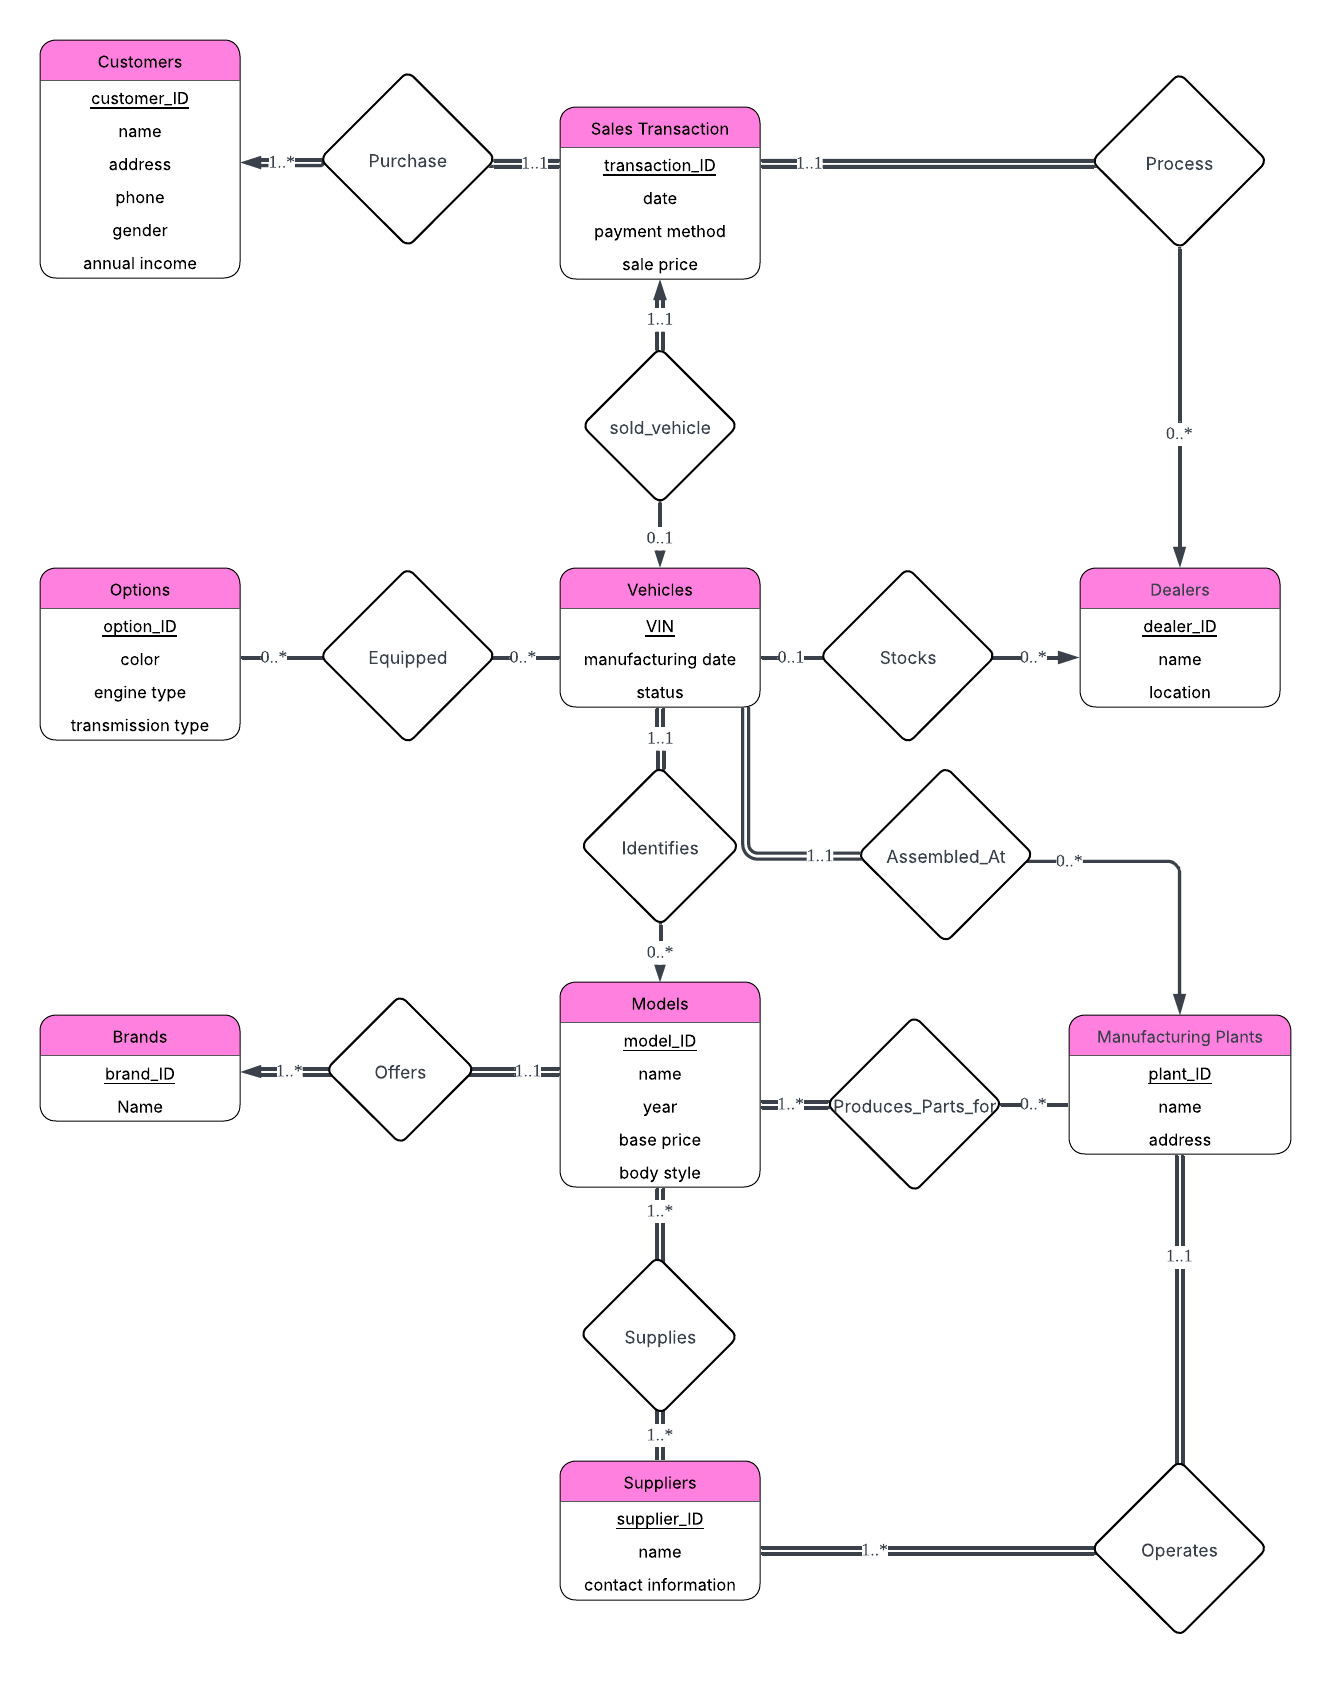 Customers
customer_ID
name
address
phone
gender
annual income
1..*
Purchase
1..1
Sales Transaction
transaction_ID
date
payment method
sale price
1..1
Process
1..1
sold_vehicle
0..1
0..*
Options
option_ID
color
engine type
transmission type
0..*
Equipped
0..*
Vehicles
VIN
manufacturing date
status
0..1
Stocks
0..*
Dealers
dealer_ID
name
location
1..1
Identifies
0..*
1..1
Assembled_At
0..*
Brands
brand_ID
Name
1..*
Offers
1..1
Models
model_ID
name
year
base price
body style
1..*
Produces_Parts_for
0..*
Manufacturing Plants
plant_ID
name
address
1..*
Supplies
1..*
1..1
Suppliers
supplier_ID
name
contact information
1..*
Operates